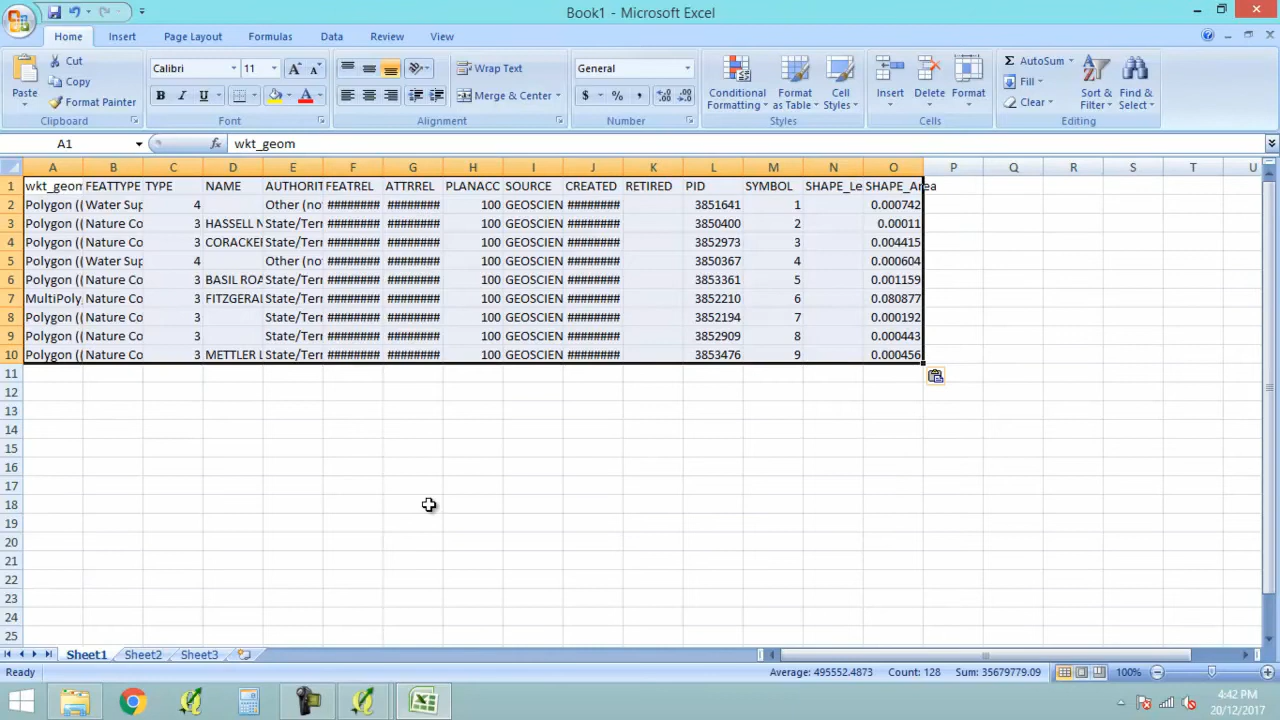 Book1 - Microsoft Excel
Home Insert Page Layout Formulas Data Review View
Paste Cut Copy Format Painter Clipboard
Calibri 11 Font
Wrap Text Merge & Center Alignment
General Number
Conditional Formatting Format as Table Cell Styles Styles
Insert Delete Format Cells
AutoSum Fill Clear Sort & Filter Find & Select Editing
A1 fx wkt_geom
A B C D E F G H I J K L M N O P Q R S T U
1 wkt_geom FEATTYPE TYPE NAME AUTHORIT FEATREL ATTRREL PLANACC SOURCE CREATED RETIRED PID SYMBOL SHAPE_Le SHAPE_Area
2 Polygon (( Water Sup 4 Other (no ######## ######## 100 GEOSCIEN ######## 3851641 1 0.000742
3 Polygon (( Nature Co 3 HASSELL N State/Terr ######## ######## 100 GEOSCIEN ######## 3850400 2 0.00011
4 Polygon (( Nature Co 3 CORACKER State/Terr ######## ######## 100 GEOSCIEN ######## 3852973 3 0.004415
5 Polygon (( Water Sup 4 Other (no ######## ######## 100 GEOSCIEN ######## 3850367 4 0.000604
6 Polygon (( Nature Co 3 BASIL ROA State/Terr ######## ######## 100 GEOSCIEN ######## 3853361 5 0.001159
7 MultiPoly Nature Co 3 FITZGERAL State/Terr ######## ######## 100 GEOSCIEN ######## 3852210 6 0.080877
8 Polygon (( Nature Co 3 State/Terr ######## ######## 100 GEOSCIEN ######## 3852194 7 0.000192
9 Polygon (( Nature Co 3 State/Terr ######## ######## 100 GEOSCIEN ######## 3852909 8 0.000443
10 Polygon (( Nature Co 3 METTLER L State/Terr ######## ######## 100 GEOSCIEN ######## 3853476 9 0.000456
11
12
13
14
15
16
17
18
19
20
21
22
23
24
25
Sheet1 Sheet2 Sheet3
Ready Average: 495552.4873 Count: 128 Sum: 35679779.09 100%
4:42 PM
20/12/2017